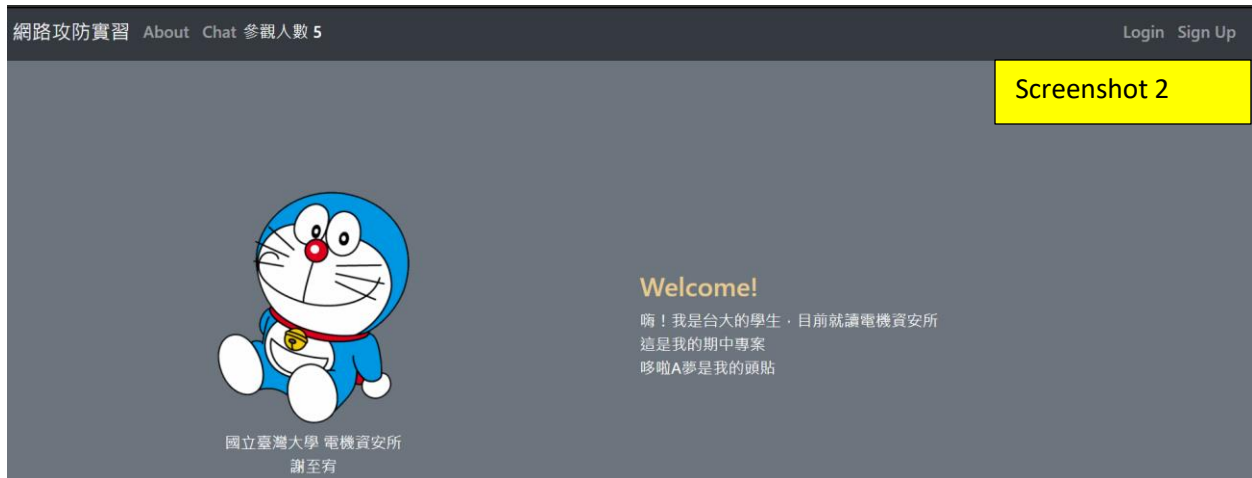 網路攻防實習 About Chat 參觀人數 5 Login Sign Up
Screenshot 2
Welcome!
嗨！我是台大的學生，目前就讀電機資安所
這是我的期中專案
哆啦A夢是我的頭貼
國立臺灣大學 電機資安所
謝至宥